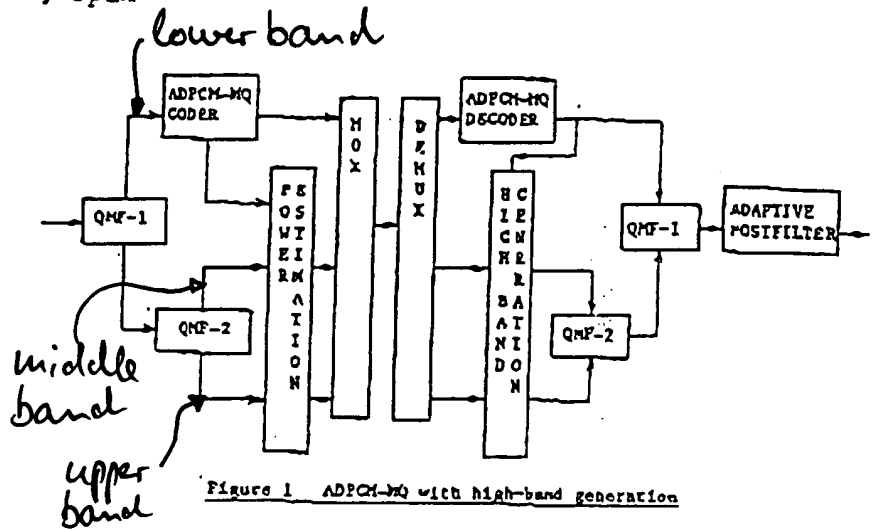 lower band
ADPCM-MQ
CODER
MUX
DEMUX
ADPCM-MQ
DECODER
POWER
ESTIMATION
HIGH BAND
GENERATION
QMF-1
QMF-2
QMF-1
QMF-2
ADAPTIVE
POSTFILTER
middle
band
upper
band
Figure 1 ADPCM-MQ with high-band generation